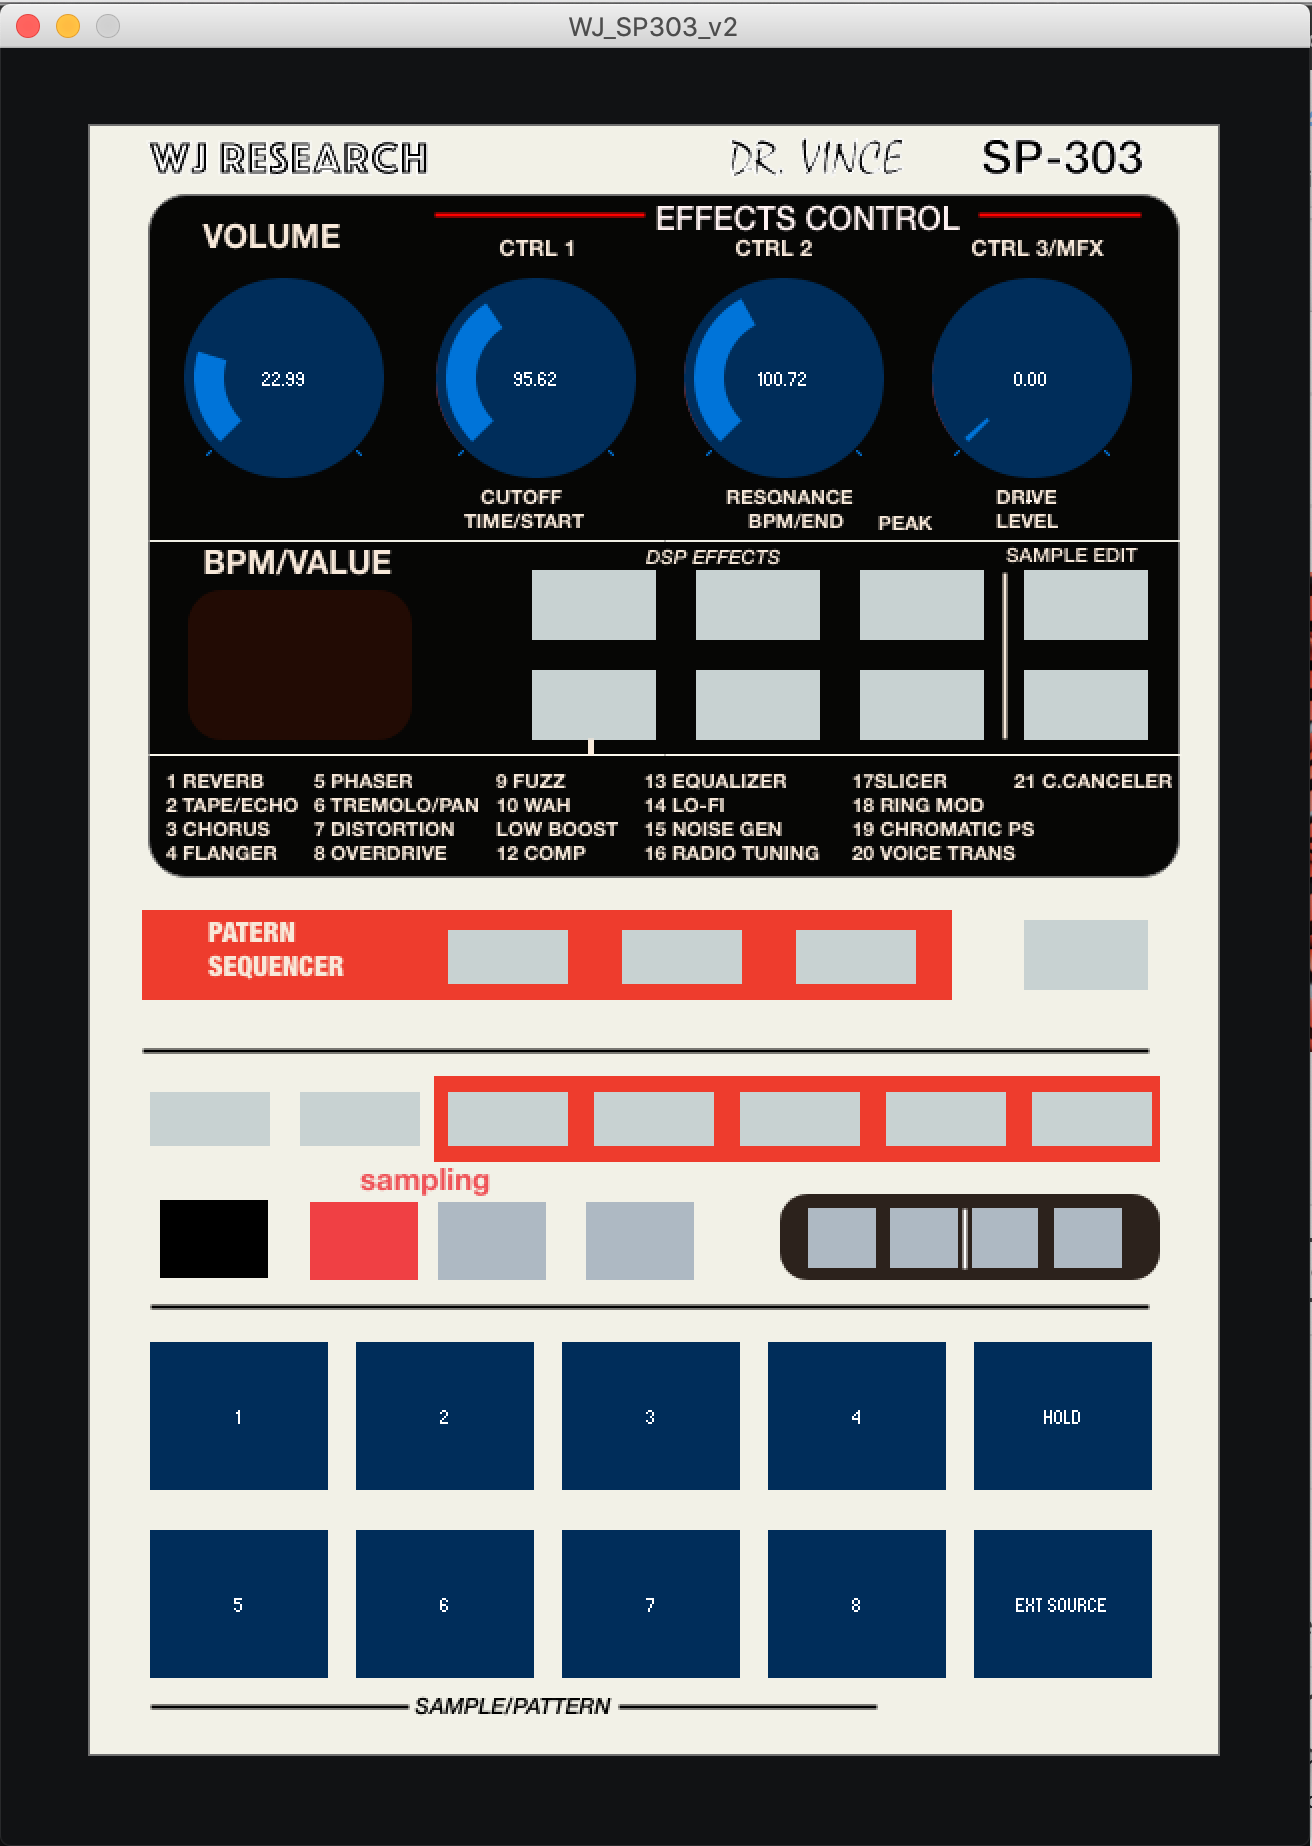 WJ_SP303_v2
WJ RESEARCH DR. VINCE SP-303
EFFECTS CONTROL
VOLUME
CTRL 1 CTRL 2 CTRL 3/MFX
22.99 95.62 100.72 0.00
CUTOFF RESONANCE DRIVE
TIME/START BPM/END PEAK LEVEL
BPM/VALUE DSP EFFECTS SAMPLE EDIT
1 REVERB 5 PHASER 9 FUZZ 13 EQUALIZER 17SLICER 21 C.CANCELER
2 TAPE/ECHO 6 TREMOLO/PAN 10 WAH 14 LO-FI 18 RING MOD
3 CHORUS 7 DISTORTION LOW BOOST 15 NOISE GEN 19 CHROMATIC PS
4 FLANGER 8 OVERDRIVE 12 COMP 16 RADIO TUNING 20 VOICE TRANS
PATERN
SEQUENCER
sampling
1 2 3 4 HOLD
5 6 7 8 EXT SOURCE
SAMPLE/PATTERN